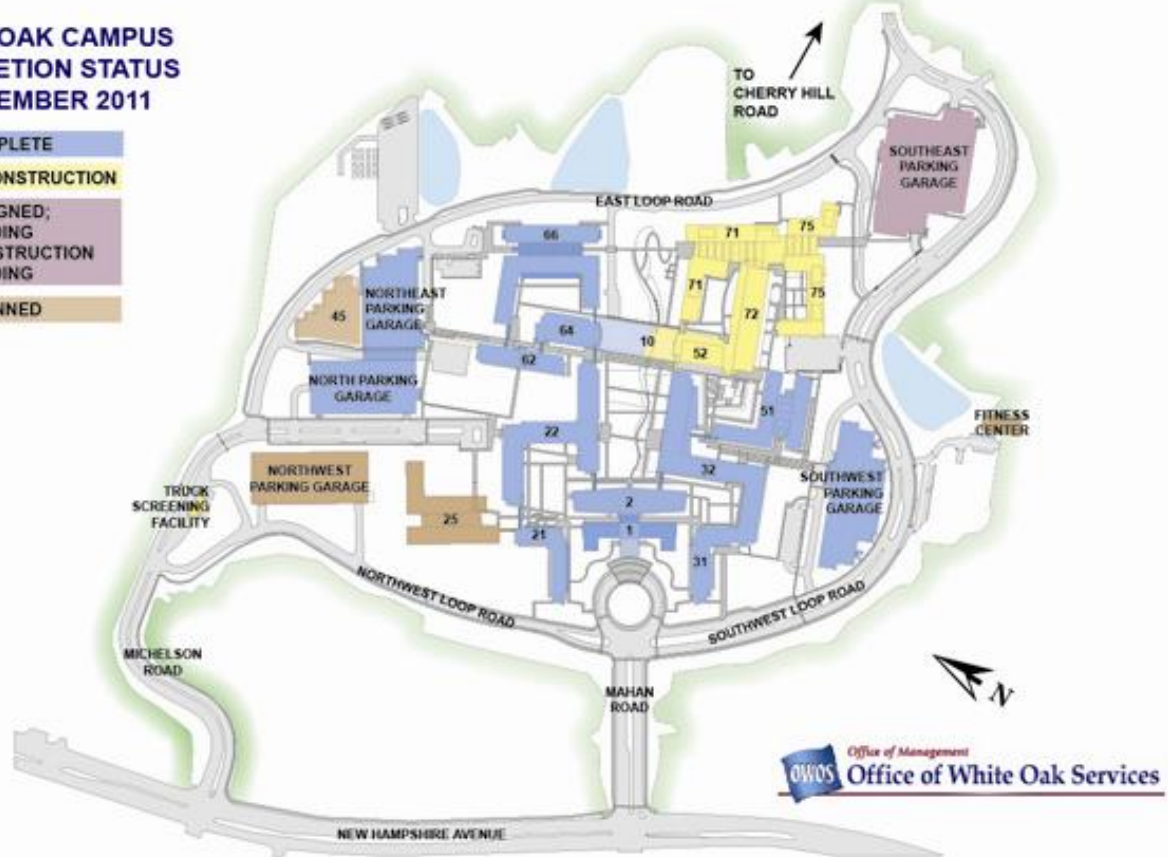 OAK CAMPUS
ETION STATUS
EMBER 2011
PLETE
ONSTRUCTION
GNED;
DING
STRUCTION
DING
NNED
TO
CHERRY HILL
ROAD
SOUTHEAST
PARKING
GARAGE
EAST LOOP ROAD
66
71
75
71
75
72
45
NORTHEAST
PARKING
GARAGE
64
10
52
62
NORTH PARKING
GARAGE
51
FITNESS
CENTER
22
32
NORTHWEST
PARKING GARAGE
SOUTHWEST
PARKING
GARAGE
TRUCK
SCREENING
FACILITY
2
25
21
1
31
NORTHWEST LOOP ROAD
SOUTHWEST LOOP ROAD
MICHELSON
ROAD
MAHAN
ROAD
N
Office of Management
OWOS Office of White Oak Services
NEW HAMPSHIRE AVENUE